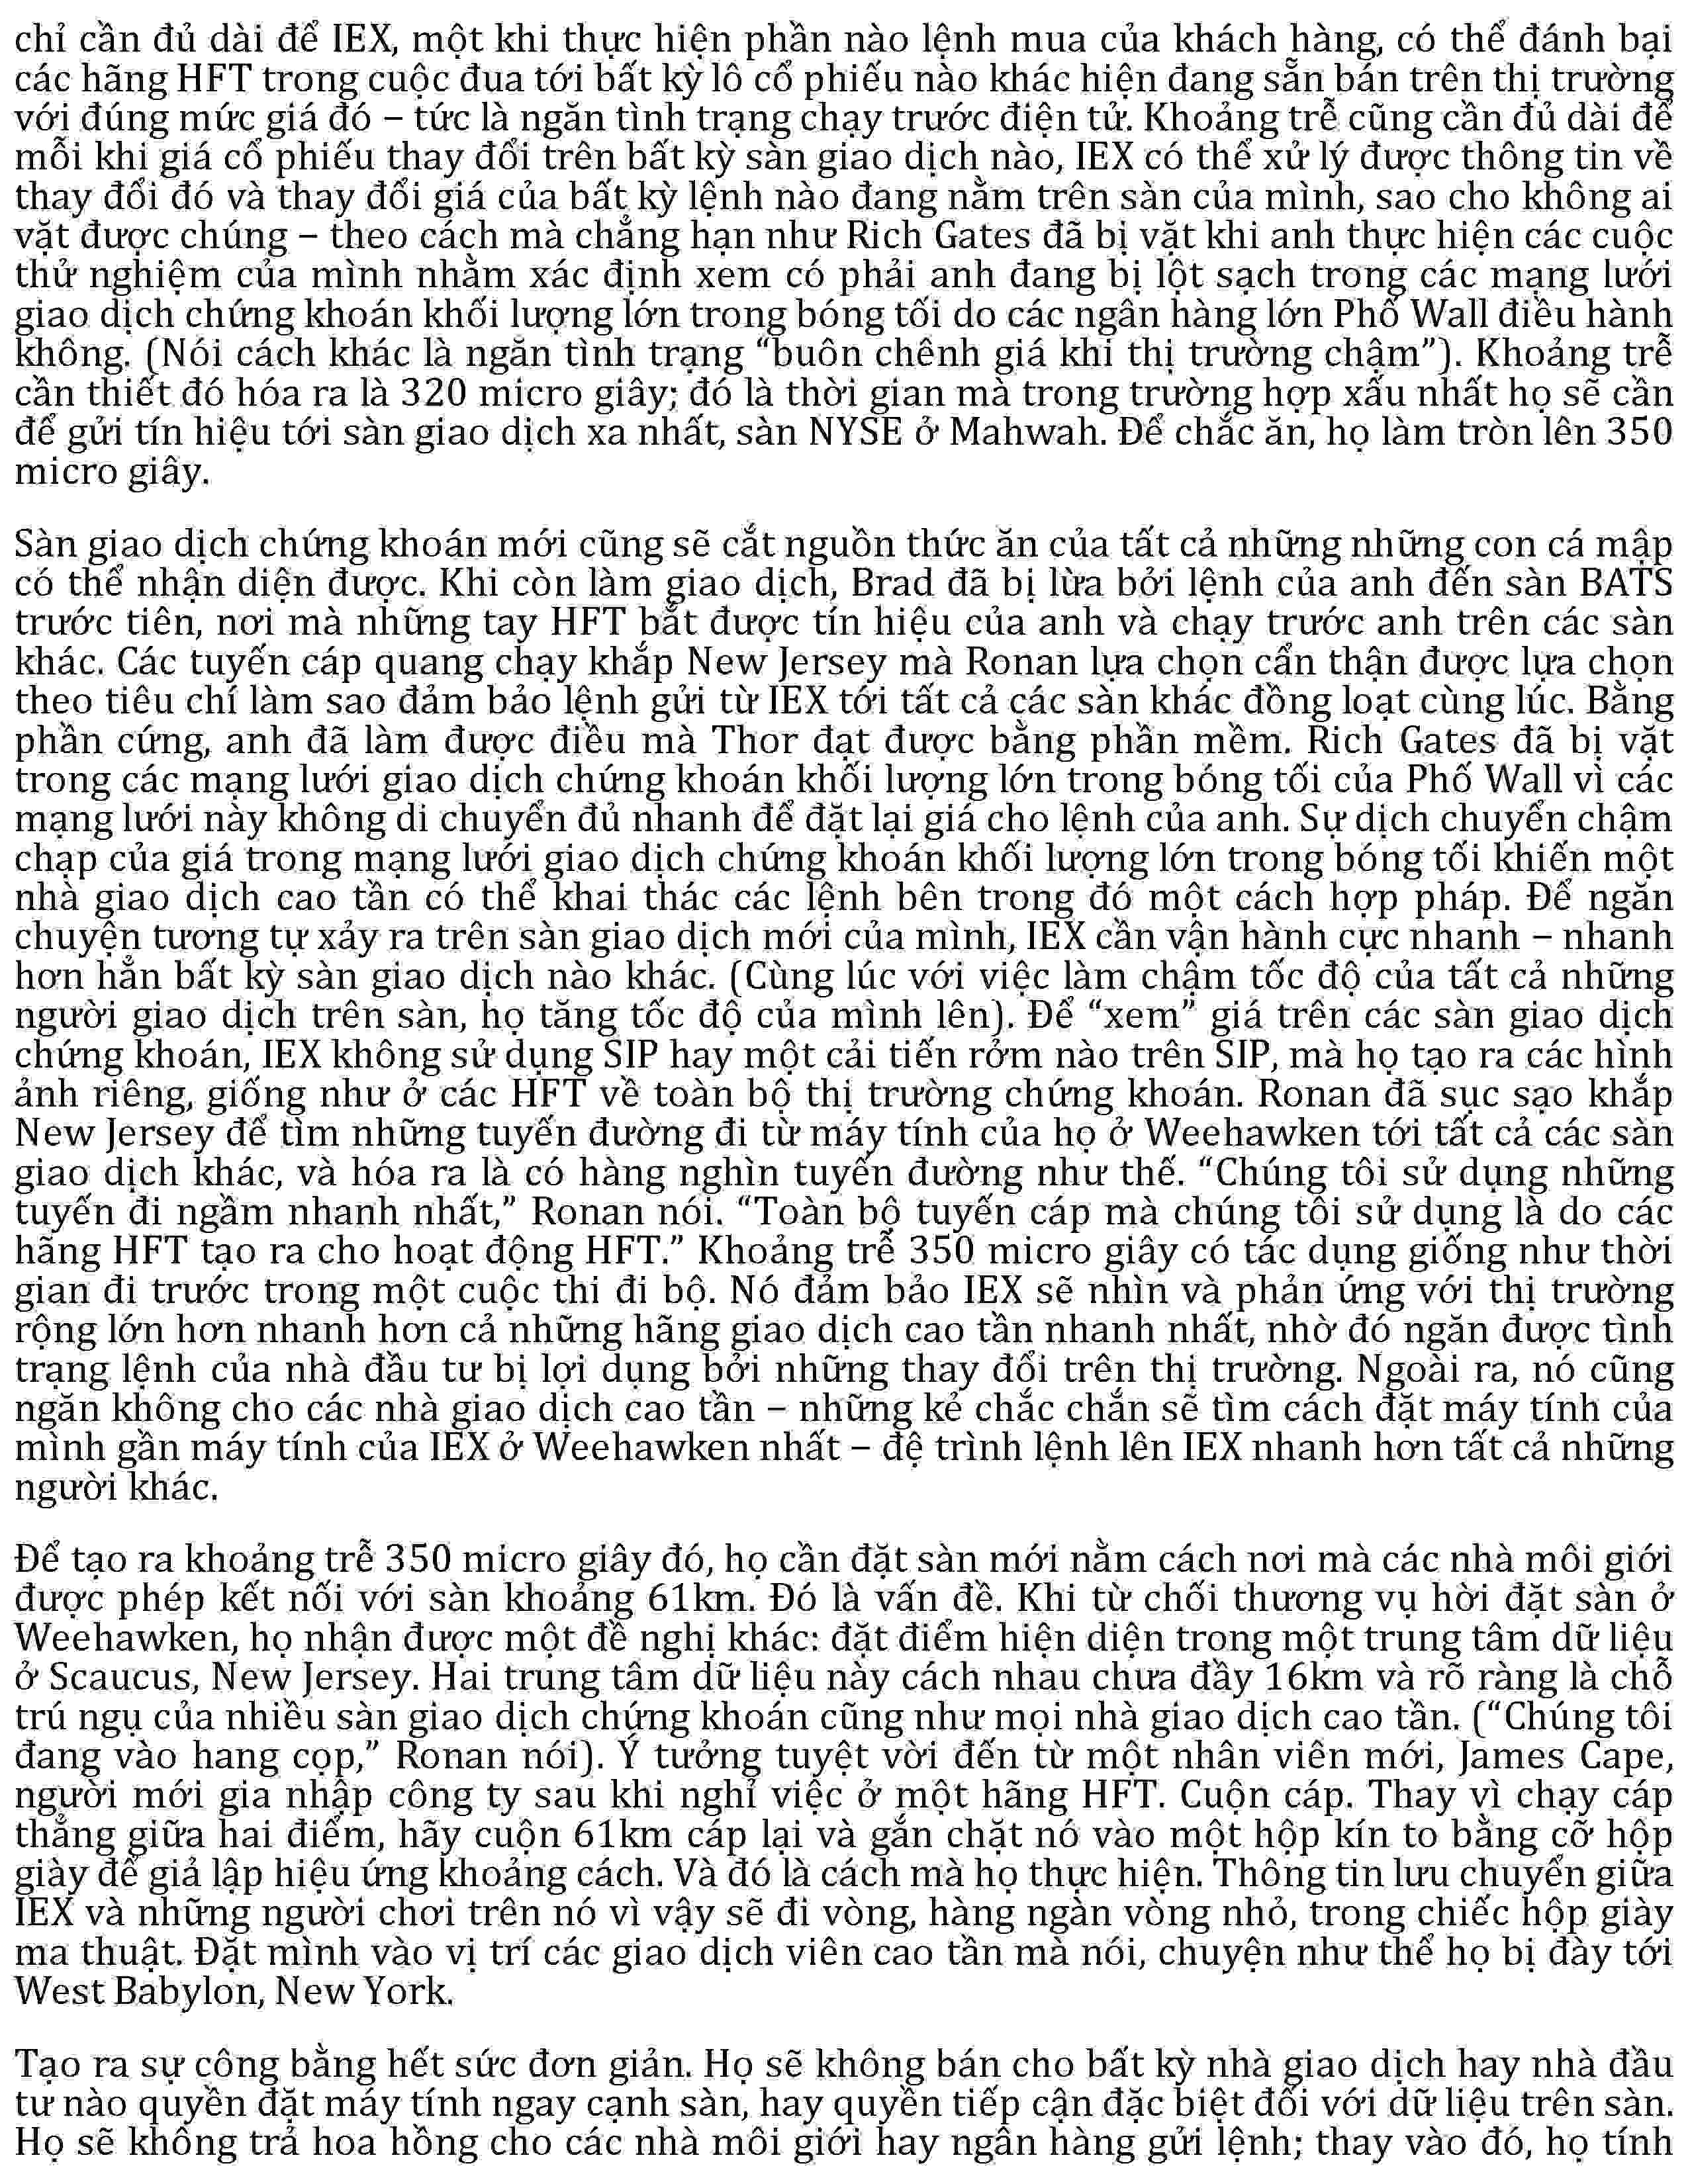 chỉ cần đủ dài để IEX, một khi thực hiện phần nào lệnh mua của khách hàng, có thể đánh bại
các hãng HFT trong cuộc đua tới bất kỳ lô cổ phiếu nào khác hiện đang sẵn bán trên thị trường
với đúng mức giá đó – tức là ngăn tình trạng chạy trước điện tử. Khoảng trễ cũng cần đủ dài để
mỗi khi giá cổ phiếu thay đổi trên bất kỳ sàn giao dịch nào, IEX có thể xử lý được thông tin về
thay đổi đó và thay đổi giá của bất kỳ lệnh nào đang nằm trên sàn của mình, sao cho không ai
vặt được chúng – theo cách mà chẳng hạn như Rich Gates đã bị vặt khi anh thực hiện các cuộc
thử nghiệm của mình nhằm xác định xem có phải anh đang bị lột sạch trong các mạng lưới
giao dịch chứng khoán khối lượng lớn trong bóng tối do các ngân hàng lớn Phố Wall điều hành
không. (Nói cách khác là ngăn tình trạng “buôn chênh giá khi thị trường chậm”). Khoảng trễ
cần thiết đó hóa ra là 320 micro giây; đó là thời gian mà trong trường hợp xấu nhất họ sẽ cần
để gửi tín hiệu tới sàn giao dịch xa nhất, sàn NYSE ở Mahwah. Để chắc ăn, họ làm tròn lên 350
micro giây.
Sàn giao dịch chứng khoán mới cũng sẽ cắt nguồn thức ăn của tất cả những những con cá mập
có thể nhận diện được. Khi còn làm giao dịch, Brad đã bị lừa bởi lệnh của anh đến sàn BATS
trước tiên, nơi mà những tay HFT bắt được tín hiệu của anh và chạy trước anh trên các sàn
khác. Các tuyến cáp quang chạy khắp New Jersey mà Ronan lựa chọn cẩn thận được lựa chọn
theo tiêu chí làm sao đảm bảo lệnh gửi từ IEX tới tất cả các sàn khác đồng loạt cùng lúc. Bằng
phần cứng, anh đã làm được điều mà Thor đạt được bằng phần mềm. Rich Gates đã bị vặt
trong các mạng lưới giao dịch chứng khoán khối lượng lớn trong bóng tối của Phố Wall vì các
mạng lưới này không di chuyển đủ nhanh để đặt lại giá cho lệnh của anh. Sự dịch chuyển chậm
chạp của giá trong mạng lưới giao dịch chứng khoán khối lượng lớn trong bóng tối khiến một
nhà giao dịch cao tần có thể khai thác các lệnh bên trong đó một cách hợp pháp. Để ngăn
chuyện tương tự xảy ra trên sàn giao dịch mới của mình, IEX cần vận hành cực nhanh – nhanh
hơn hẳn bất kỳ sàn giao dịch nào khác. (Cùng lúc với việc làm chậm tốc độ của tất cả những
người giao dịch trên sàn, họ tăng tốc độ của mình lên). Để “xem” giá trên các sàn giao dịch
chứng khoán, IEX không sử dụng SIP hay một cải tiến rởm nào trên SIP, mà họ tạo ra các hình
ảnh riêng, giống như ở các HFT về toàn bộ thị trường chứng khoán. Ronan đã sục sạo khắp
New Jersey để tìm những tuyến đường đi từ máy tính của họ ở Weehawken tới tất cả các sàn
giao dịch khác, và hóa ra là có hàng nghìn tuyến đường như thế. “Chúng tôi sử dụng những
tuyến đi ngầm nhanh nhất,” Ronan nói. “Toàn bộ tuyến cáp mà chúng tôi sử dụng là do các
hãng HFT tạo ra cho hoạt động HFT.” Khoảng trễ 350 micro giây có tác dụng giống như thời
gian đi trước trong một cuộc thi đi bộ. Nó đảm bảo IEX sẽ nhìn và phản ứng với thị trường
rộng lớn hơn nhanh hơn cả những hãng giao dịch cao tần nhanh nhất, nhờ đó ngăn được tình
trạng lệnh của nhà đầu tư bị lợi dụng bởi những thay đổi trên thị trường. Ngoài ra, nó cũng
ngăn không cho các nhà giao dịch cao tần – những kẻ chắc chắn sẽ tìm cách đặt máy tính của
mình gần máy tính của IEX ở Weehawken nhất – đệ trình lệnh lên IEX nhanh hơn tất cả những
người khác.
Để tạo ra khoảng trễ 350 micro giây đó, họ cần đặt sàn mới nằm cách nơi mà các nhà môi giới
được phép kết nối với sàn khoảng 61km. Đó là vấn đề. Khi từ chối thương vụ hời đặt sàn ở
Weehawken, họ nhận được một đề nghị khác: đặt điểm hiện diện trong một trung tâm dữ liệu
ở Scaucus, New Jersey. Hai trung tâm dữ liệu này cách nhau chưa đầy 16km và rõ ràng là chỗ
trú ngụ của nhiều sàn giao dịch chứng khoán cũng như mọi nhà giao dịch cao tần. (“Chúng tôi
đang vào hang cọp,” Ronan nói). Ý tưởng tuyệt vời đến từ một nhân viên mới, James Cape,
người mới gia nhập công ty sau khi nghỉ việc ở một hãng HFT. Cuộn cáp. Thay vì chạy cáp
thẳng giữa hai điểm, hãy cuộn 61km cáp lại và gắn chặt nó vào một hộp kín to bằng cỡ hộp
giày để giả lập hiệu ứng khoảng cách. Và đó là cách mà họ thực hiện. Thông tin lưu chuyển giữa
IEX và những người chơi trên nó vì vậy sẽ đi vòng, hàng ngàn vòng nhỏ, trong chiếc hộp giày
ma thuật. Đặt mình vào vị trí các giao dịch viên cao tần mà nói, chuyện như thể họ bị đày tới
West Babylon, New York.
Tạo ra sự công bằng hết sức đơn giản. Họ sẽ không bán cho bất kỳ nhà giao dịch hay nhà đầu
tư nào quyền đặt máy tính ngay cạnh sàn, hay quyền tiếp cận đặc biệt đối với dữ liệu trên sàn.
Họ sẽ không trả hoa hồng cho các nhà môi giới hay ngân hàng gửi lệnh; thay vào đó, họ tính